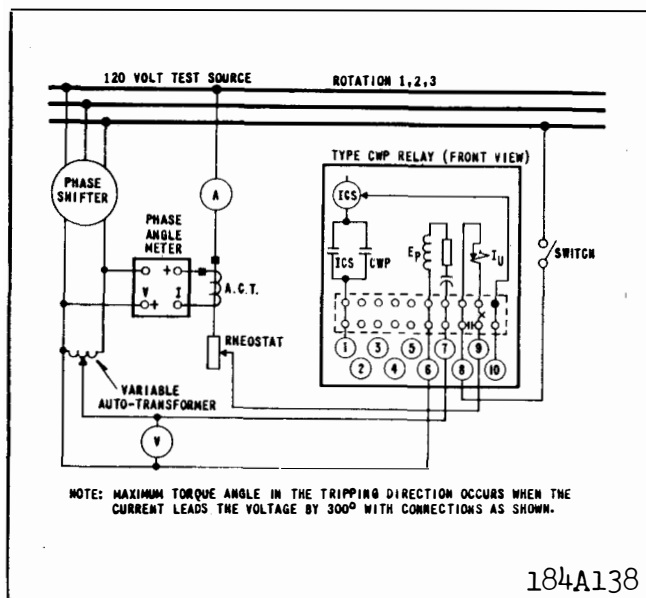 120 VOLT TEST SOURCE
ROTATION 1,2,3
TYPE CWP RELAY (FRONT VIEW)
PHASE
SHIFTER
A
ICS
PHASE
ANGLE
METER
+
V
I
+
A.C.T.
ICS
CWP
EP
IU
SWITCH
RHEOSTAT
1
3
5
7
9
2
4
6
8
10
VARIABLE
AUTO-TRANSFORMER
V
NOTE: MAXIMUM TORQUE ANGLE IN THE TRIPPING DIRECTION OCCURS WHEN THE
CURRENT LEADS THE VOLTAGE BY 300° WITH CONNECTIONS AS SHOWN.
184A138